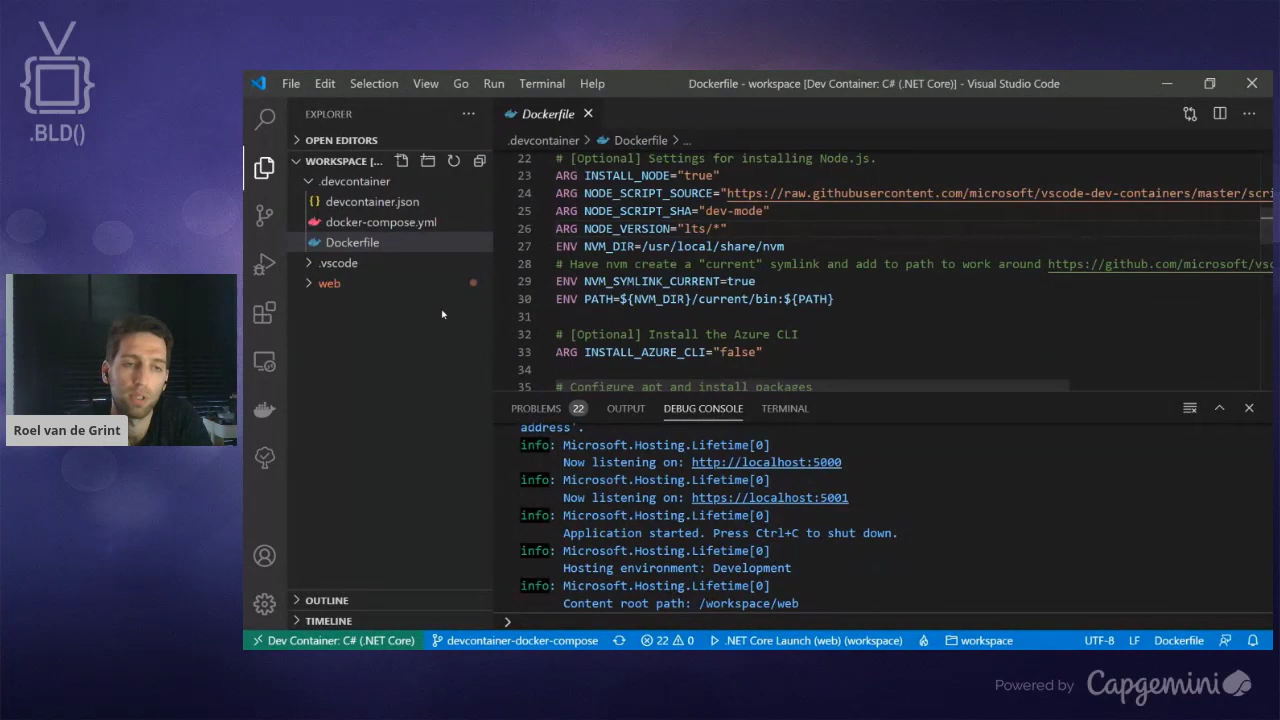 .BLD()
File Edit Selection View Go Run Terminal Help
Dockerfile - workspace [Dev Container: C# (.NET Core)] - Visual Studio Code
EXPLORER
OPEN EDITORS
WORKSPACE [...
.devcontainer
{} devcontainer.json
docker-compose.yml
Dockerfile
.vscode
web
OUTLINE
TIMELINE
Dockerfile
.devcontainer > Dockerfile > ...
22 # [Optional] Settings for installing Node.js.
23 ARG INSTALL_NODE="true"
24 ARG NODE_SCRIPT_SOURCE="https://raw.githubusercontent.com/microsoft/vscode-dev-containers/master/scri
25 ARG NODE_SCRIPT_SHA="dev-mode"
26 ARG NODE_VERSION="lts/*"
27 ENV NVM_DIR=/usr/local/share/nvm
28 # Have nvm create a "current" symlink and add to path to work around https://github.com/microsoft/vsc
29 ENV NVM_SYMLINK_CURRENT=true
30 ENV PATH=${NVM_DIR}/current/bin:${PATH}
31
32 # [Optional] Install the Azure CLI
33 ARG INSTALL_AZURE_CLI="false"
34
35 # Configure apt and install packages
PROBLEMS 22 OUTPUT DEBUG CONSOLE TERMINAL
address'.
info: Microsoft.Hosting.Lifetime[0]
Now listening on: http://localhost:5000
info: Microsoft.Hosting.Lifetime[0]
Now listening on: https://localhost:5001
info: Microsoft.Hosting.Lifetime[0]
Application started. Press Ctrl+C to shut down.
info: Microsoft.Hosting.Lifetime[0]
Hosting environment: Development
info: Microsoft.Hosting.Lifetime[0]
Content root path: /workspace/web
>
Dev Container: C# (.NET Core) devcontainer-docker-compose 22 0 .NET Core Launch (web) (workspace) workspace UTF-8 LF Dockerfile
Roel van de Grint
Powered by Capgemini